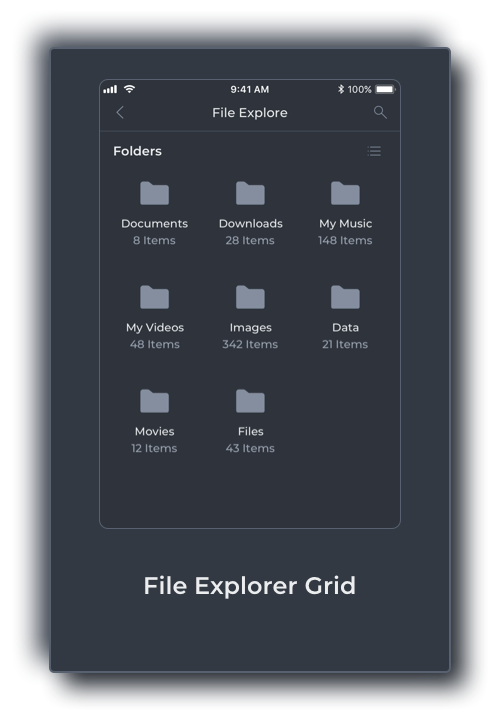 9:41 AM 100%
File Explore
Folders
Documents Downloads My Music
8 Items 28 Items 148 Items
My Videos Images Data
48 Items 342 Items 21 Items
Movies Files
12 Items 43 Items
File Explorer Grid